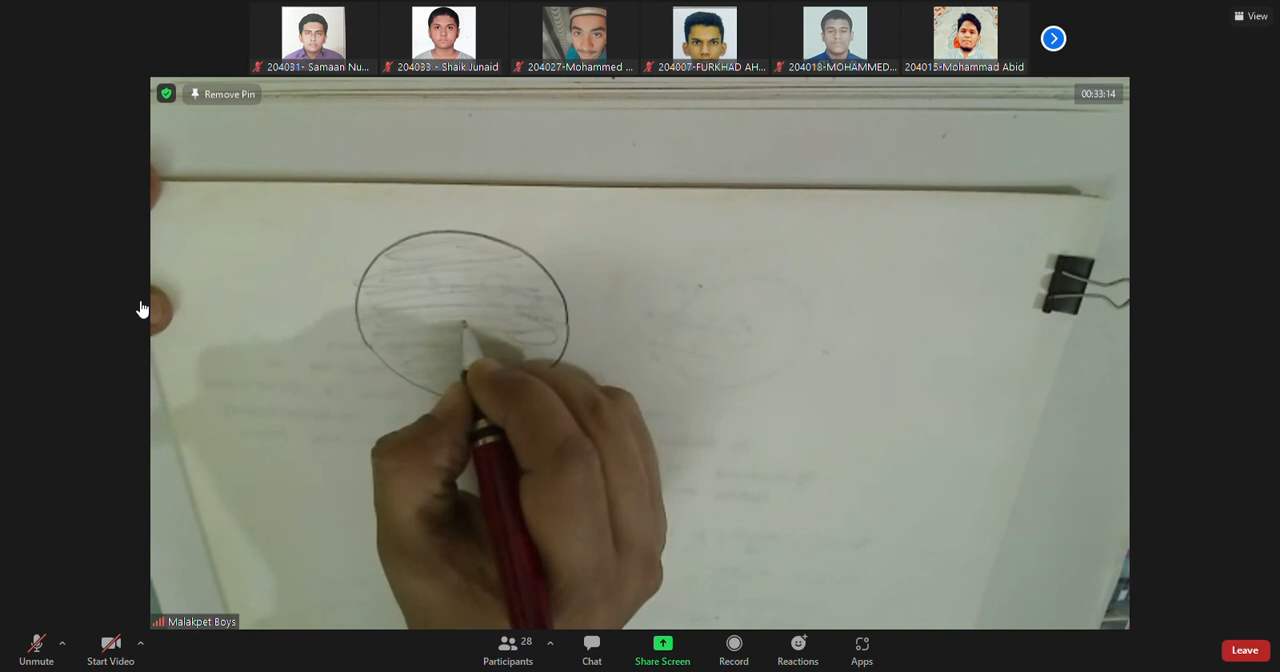 View
204031- Samaan Nu...
204033 - Shaik Junaid
204027-Mohammed ...
204007-FURKHAD AH...
204018-MOHAMMED...
204015-Mohammad Abid
Remove Pin
00:33:14
Malakpet Boys
Unmute
Start Video
28
Participants
Chat
Share Screen
Record
Reactions
Apps
Leave